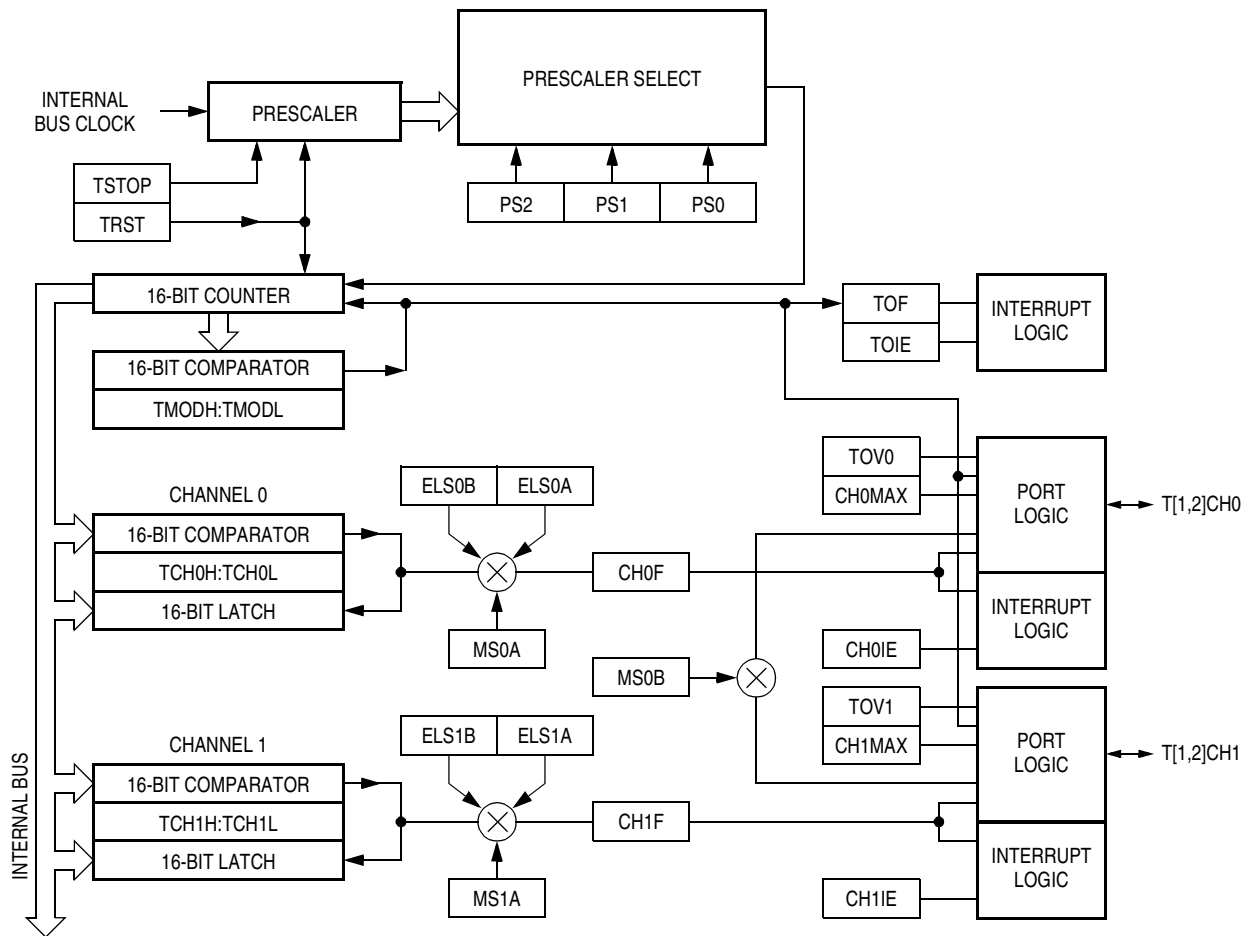 PRESCALER SELECT
INTERNAL
BUS CLOCK
PRESCALER
TSTOP
TRST
PS2
PS1
PS0
16-BIT COUNTER
16-BIT COMPARATOR
TMODH:TMODL
TOF
TOIE
INTERRUPT
LOGIC
CHANNEL 0
16-BIT COMPARATOR
TCH0H:TCH0L
16-BIT LATCH
ELS0B
ELS0A
MS0A
CH0F
TOV0
CH0MAX
PORT
LOGIC
T[1,2]CH0
INTERRUPT
LOGIC
CH0IE
MS0B
CHANNEL 1
16-BIT COMPARATOR
TCH1H:TCH1L
16-BIT LATCH
ELS1B
ELS1A
MS1A
CH1F
TOV1
CH1MAX
PORT
LOGIC
T[1,2]CH1
INTERRUPT
LOGIC
CH1IE
INTERNAL BUS